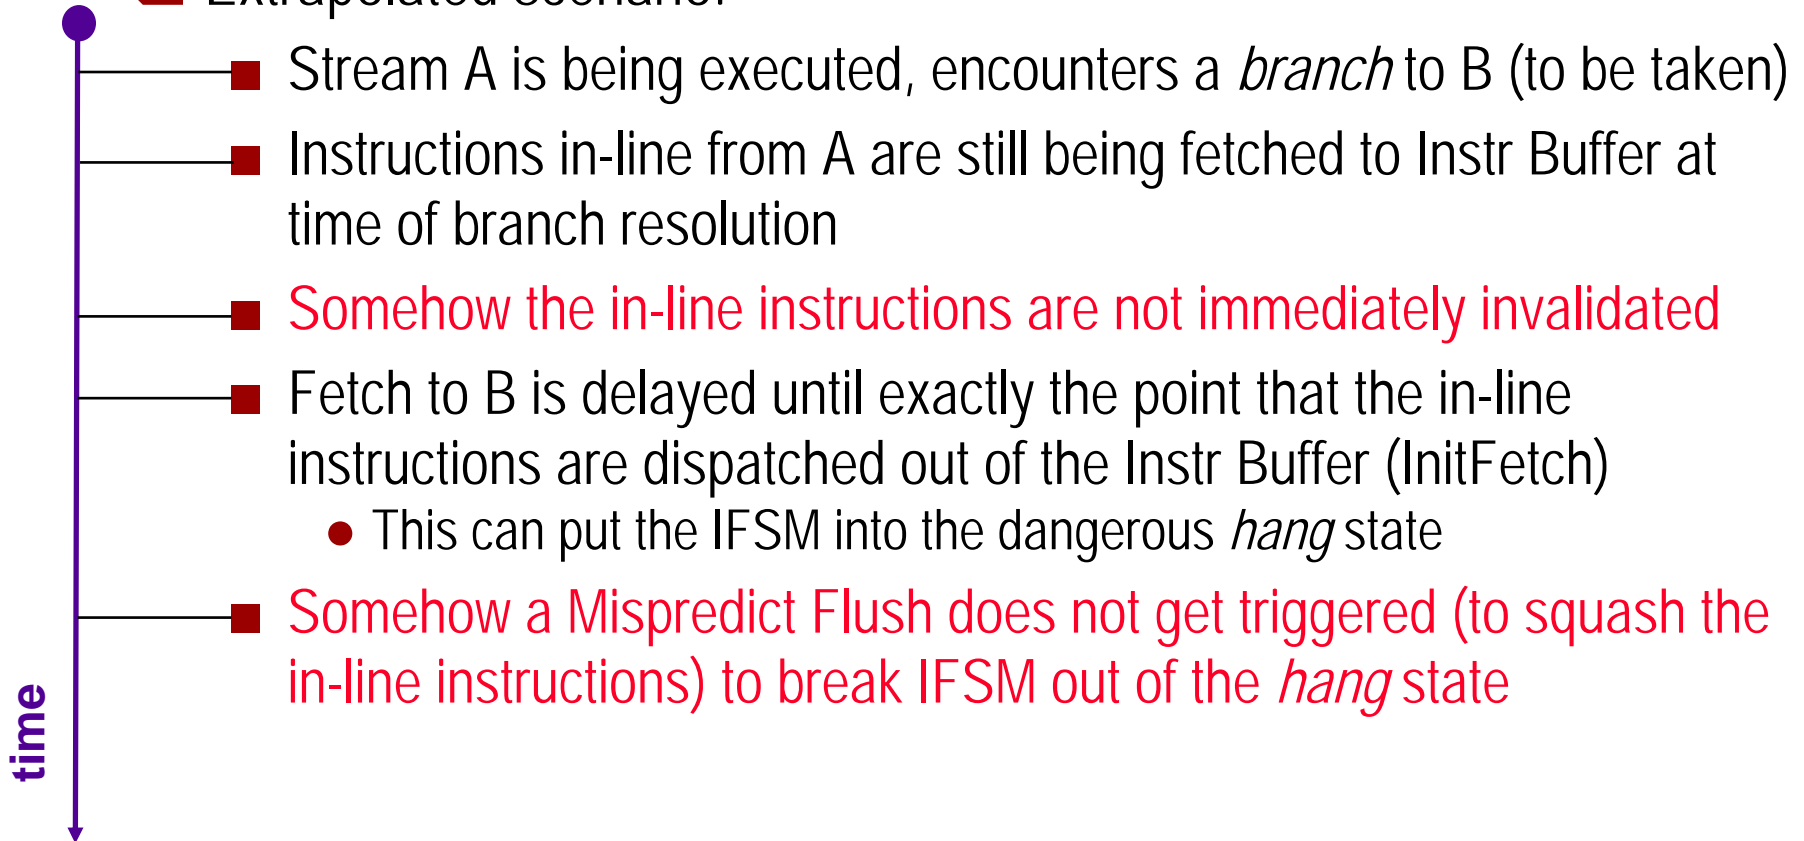 Extrapolated scenario:
Stream A is being executed, encounters a branch to B (to be taken)
Instructions in-line from A are still being fetched to Instr Buffer at
time of branch resolution
Somehow the in-line instructions are not immediately invalidated
Fetch to B is delayed until exactly the point that the in-line
instructions are dispatched out of the Instr Buffer (InitFetch)
This can put the IFSM into the dangerous hang state
Somehow a Mispredict Flush does not get triggered (to squash the
in-line instructions) to break IFSM out of the hang state
time